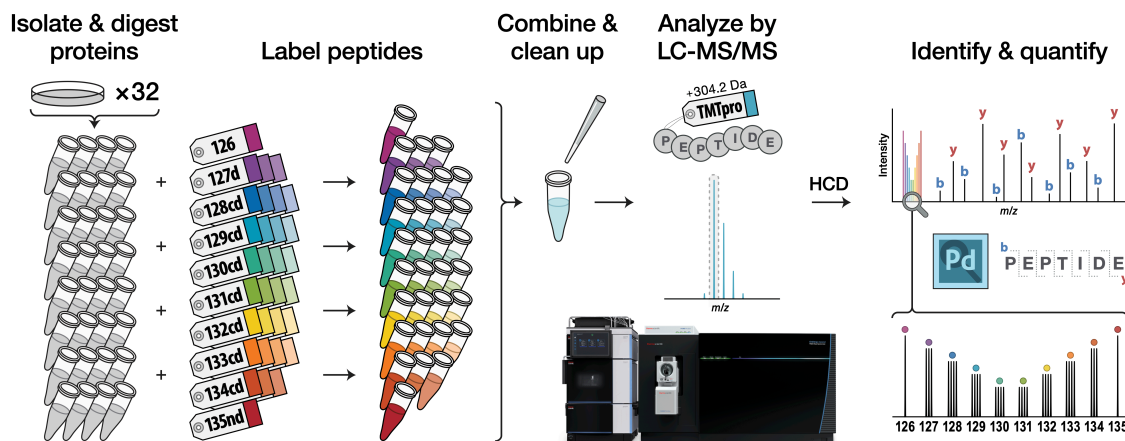 Isolate & digest
proteins
×32
Label peptides
126
127d
128cd
129cd
130cd
131cd
132cd
133cd
134cd
135nd
+
+
+
+
Combine &
clean up
Analyze by
LC-MS/MS
+304.2 Da
TMTpro
P E P T I D E
m/z
HCD
Identify & quantify
Intensity
b y b y b y b y b y b y b y
m/z
Pd
b
P E P T I D E
y
126 127 128 129 130 131 132 133 134 135